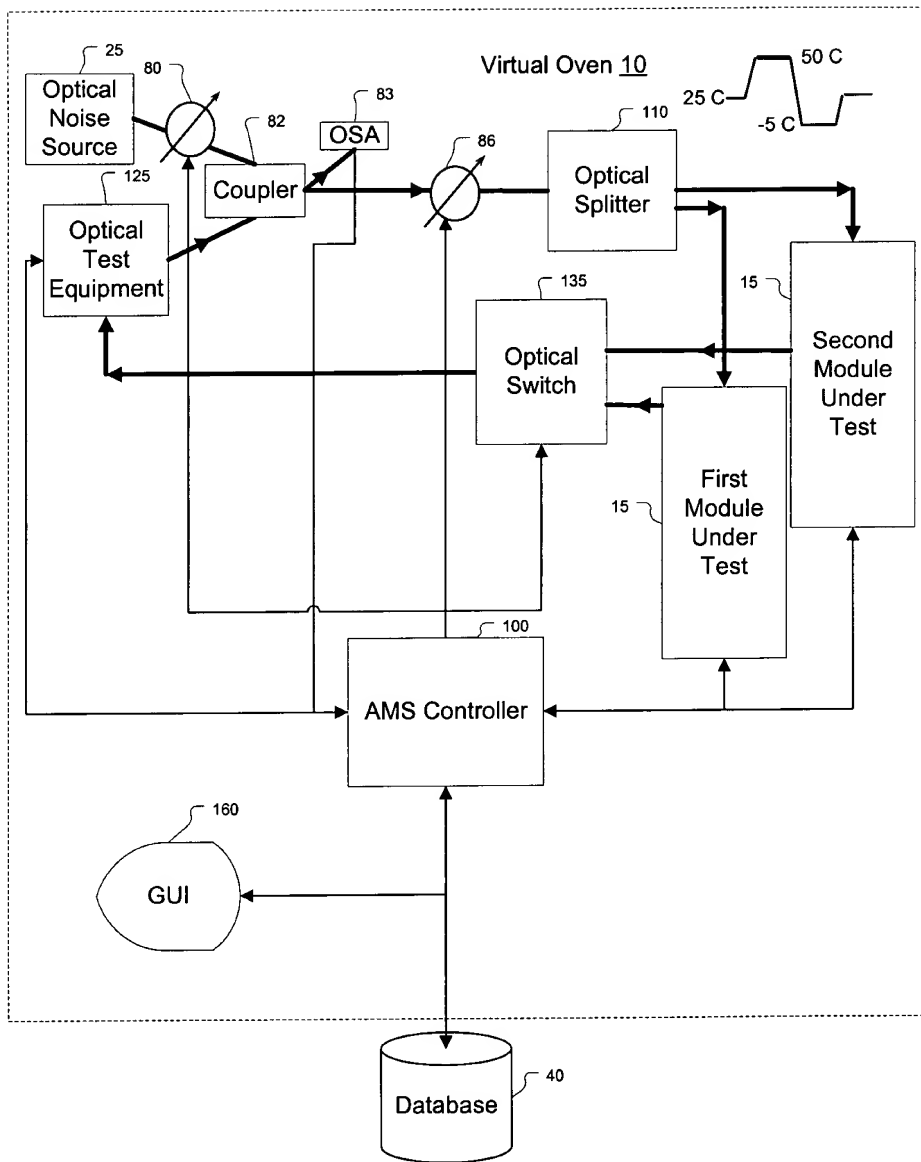 25
80
Optical
Noise
Source
125
Optical
Test
Equipment
82
Coupler
83
OSA
Virtual Oven 10
25 C
50 C
-5 C
86
110
Optical
Splitter
135
Optical
Switch
15
Second
Module
Under
Test
15
First
Module
Under
Test
100
AMS Controller
160
GUI
40
Database